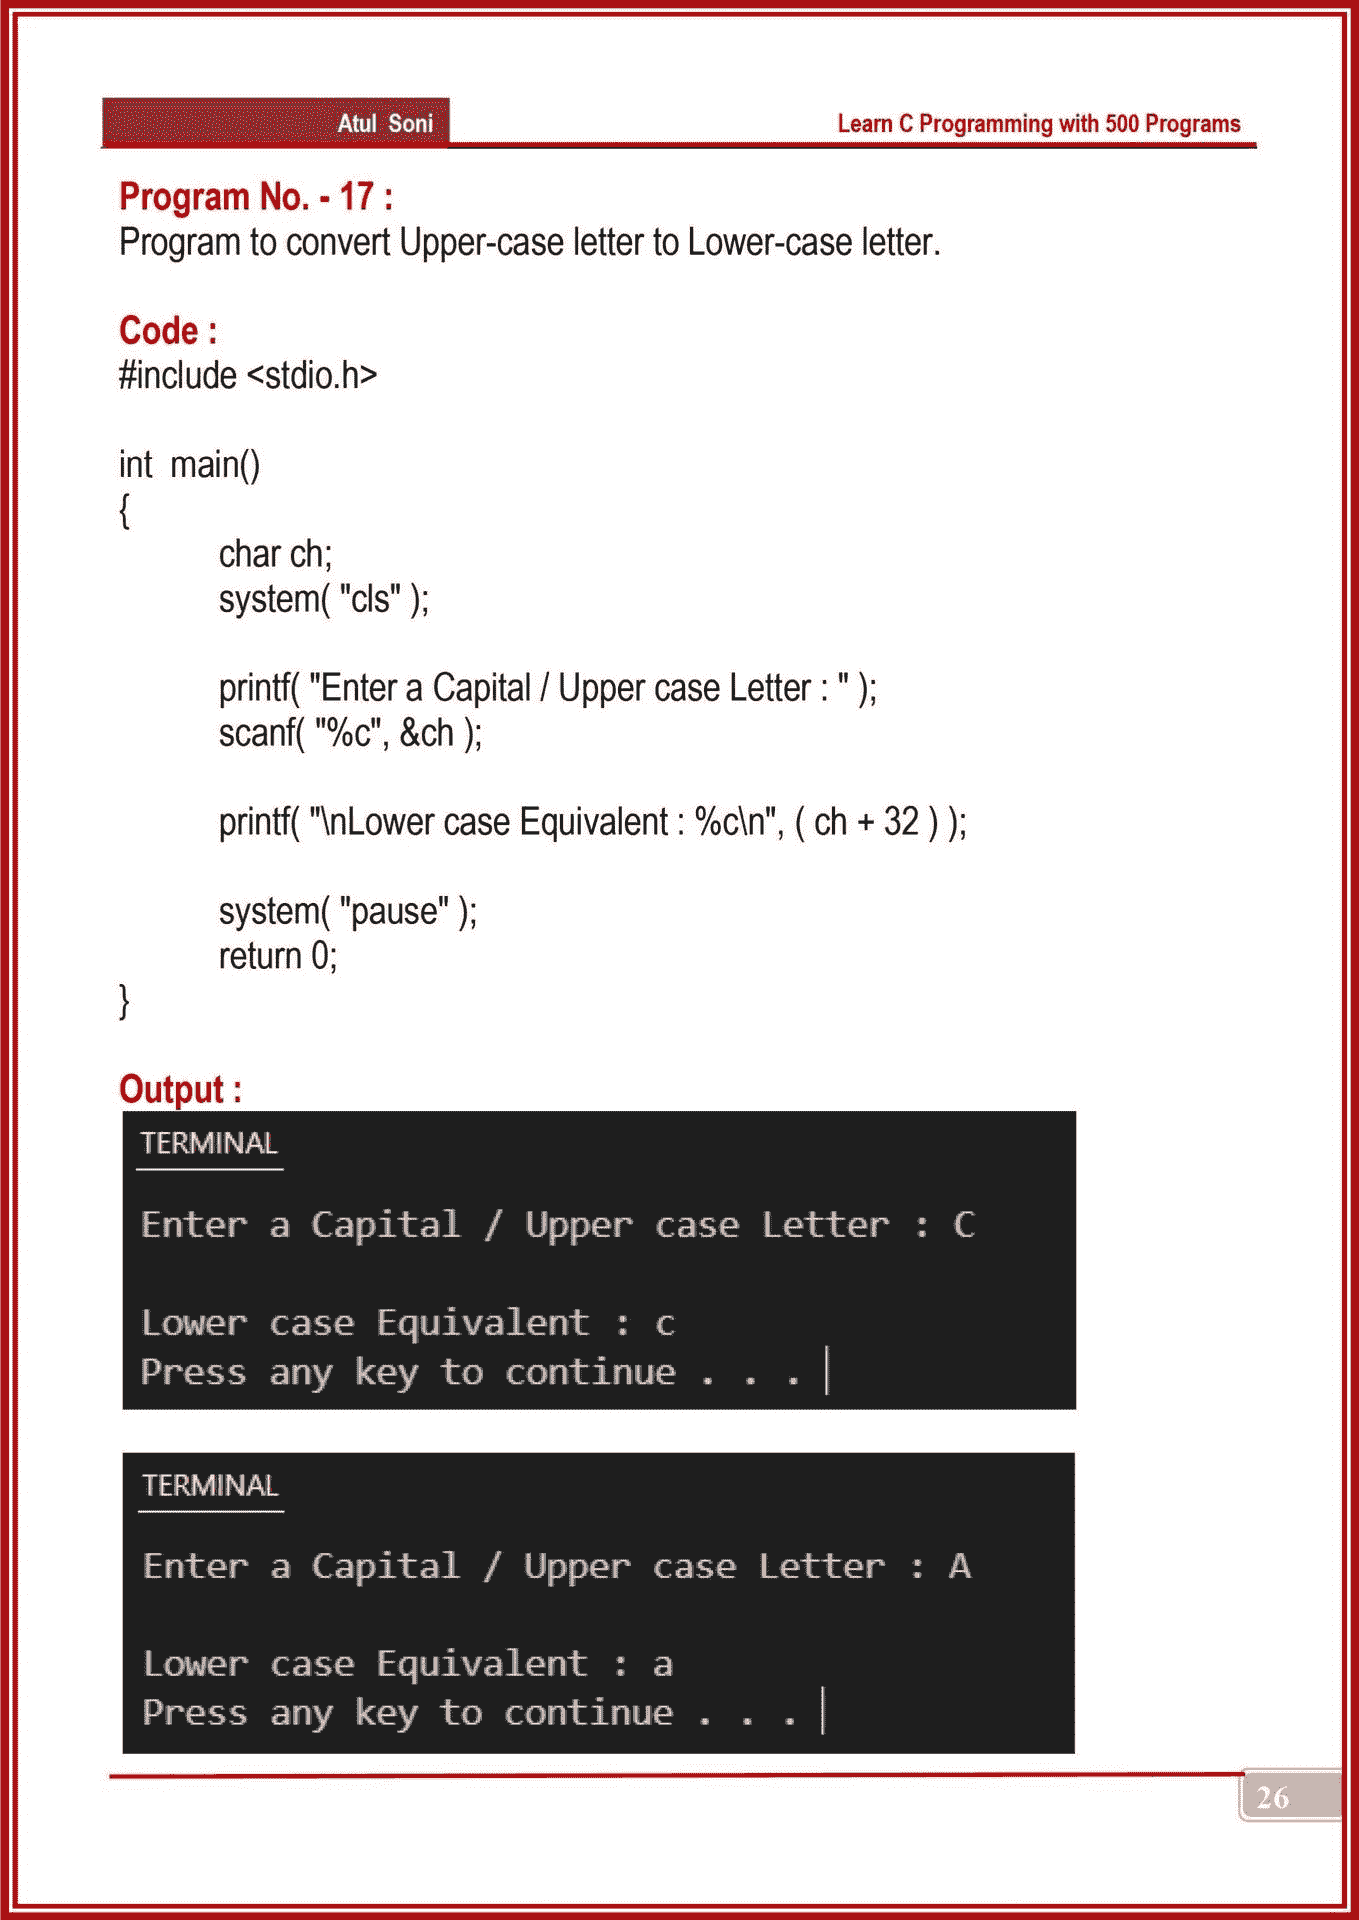 Atul Soni
Learn C Programming with 500 Programs
Program No. - 17 :
Program to convert Upper-case letter to Lower-case letter.
Code :
#include <stdio.h>
int main()
{
char ch;
system( "cls" );
printf( "Enter a Capital / Upper case Letter : " );
scanf( "%c", &ch );
printf( "\nLower case Equivalent : %c\n", ( ch + 32 ) );
system( "pause" );
return 0;
}
Output :
TERMINAL
Enter a Capital / Upper case Letter : C
Lower case Equivalent : c
Press any key to continue . . .
TERMINAL
Enter a Capital / Upper case Letter : A
Lower case Equivalent : a
Press any key to continue . . .
26